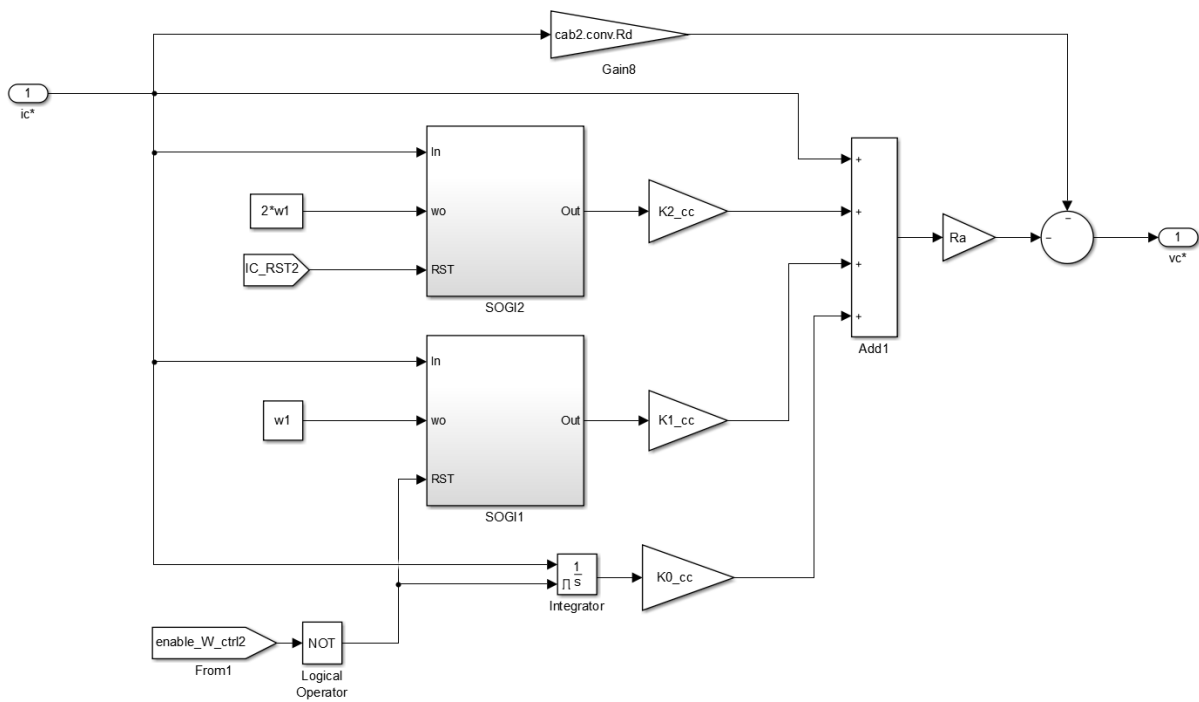 cab2.conv.Rd
Gain8
1
ic*
In
2*w1
wo
Out
K2_cc
IC_RST2
RST
SOGI2
+
+
+
+
Add1
Ra
−
−
1
vc*
In
w1
wo
Out
K1_cc
RST
SOGI1
1
s
Integrator
K0_cc
enable_W_ctrl2
From1
NOT
Logical
Operator